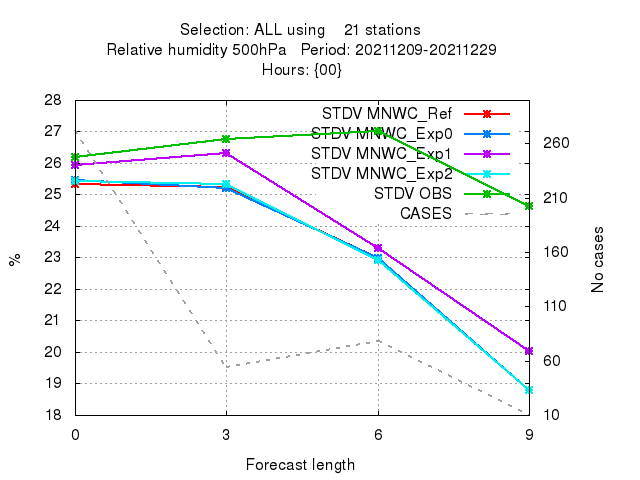 Selection: ALL using 21 stations
Relative humidity 500hPa Period: 20211209-20211229
Hours: {00}
28
27
26
25
24
23
22
21
20
19
18
%
STDV MNWC_Ref
STDV MNWC_Exp0
STDV MNWC_Exp1
STDV MNWC_Exp2
STDV OBS
CASES
260
210
160
110
60
10
No cases
0 3 6 9
Forecast length